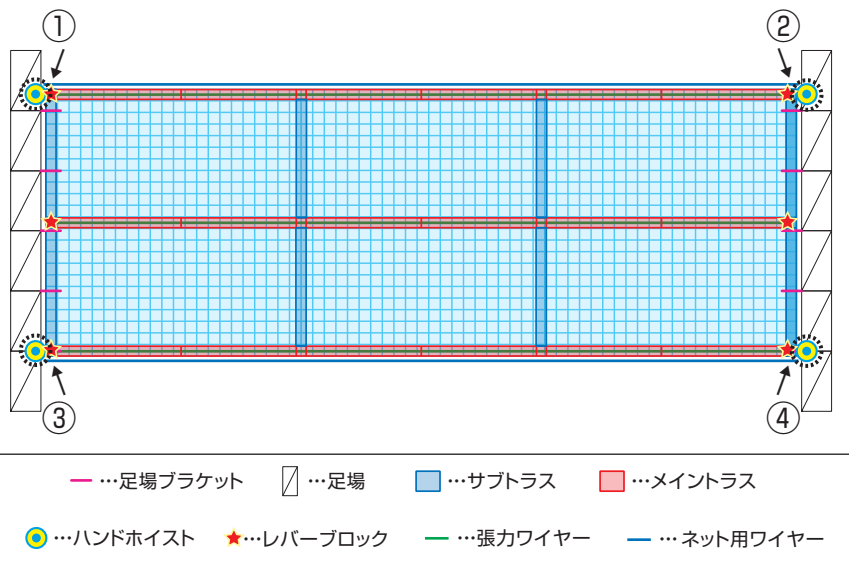 ① ②
③ ④
…足場ブラケット …足場 …サブトラス …メイントラス
…ハンドホイスト …レバーブロック …張力ワイヤー …ネット用ワイヤー